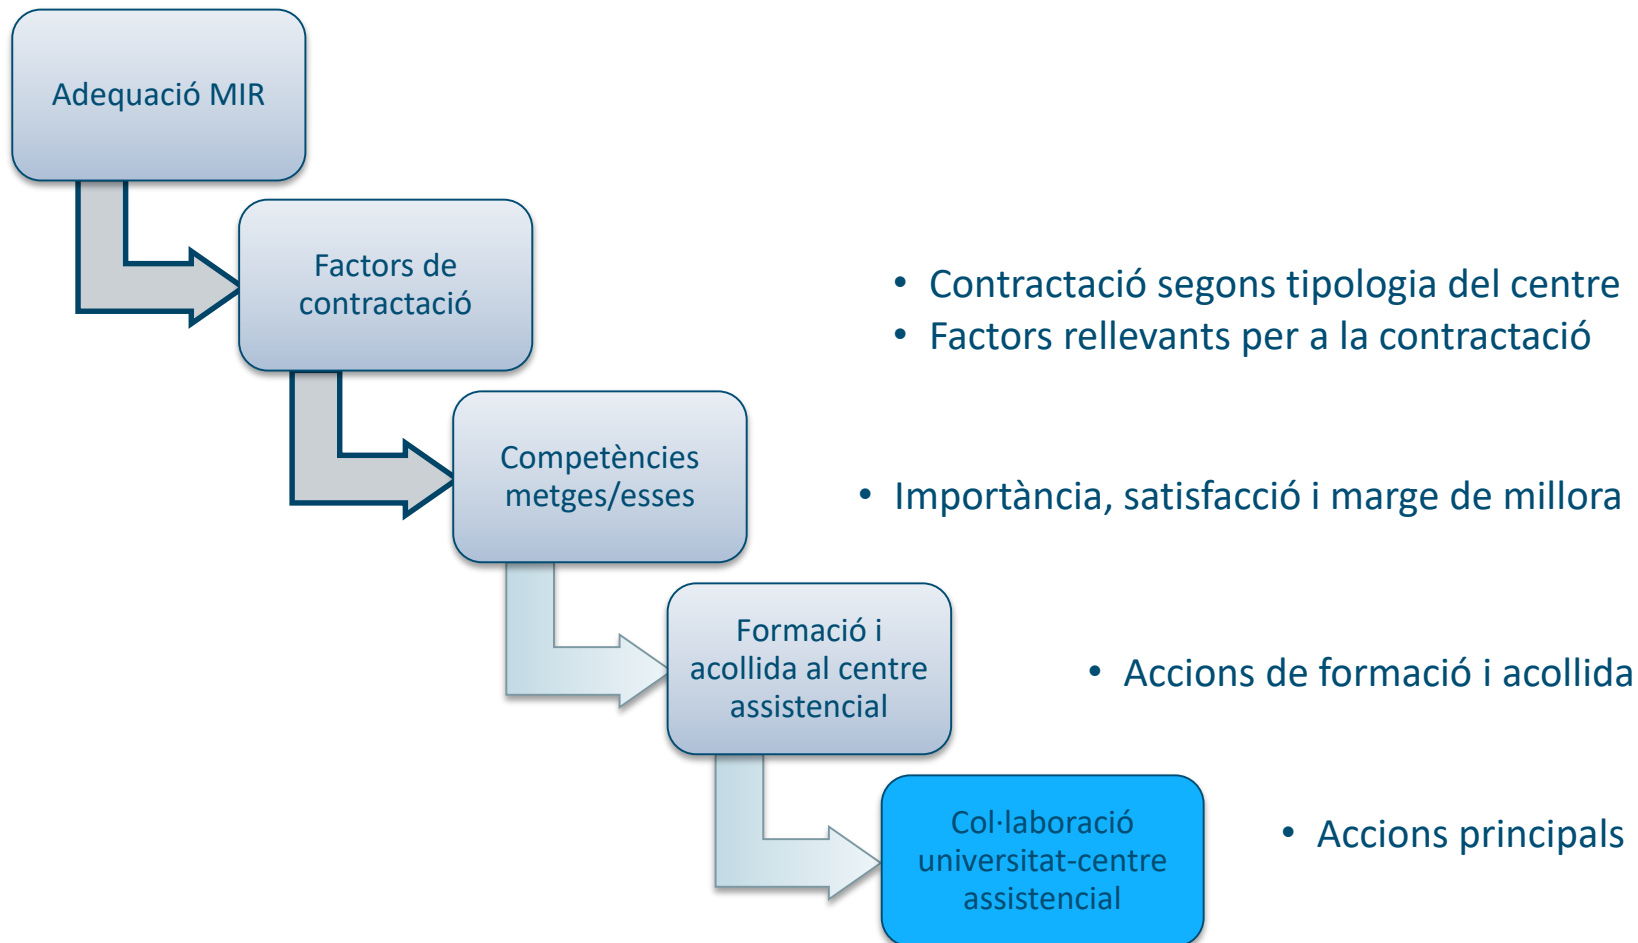 Adequació MIR
Factors de
contractació
• Contractació segons tipologia del centre
• Factors rellevants per a la contractació
Competències
metges/esses
• Importància, satisfacció i marge de millora
Formació i
acollida al centre
assistencial
• Accions de formació i acollida
Col·laboració
universitat-centre
assistencial
• Accions principals